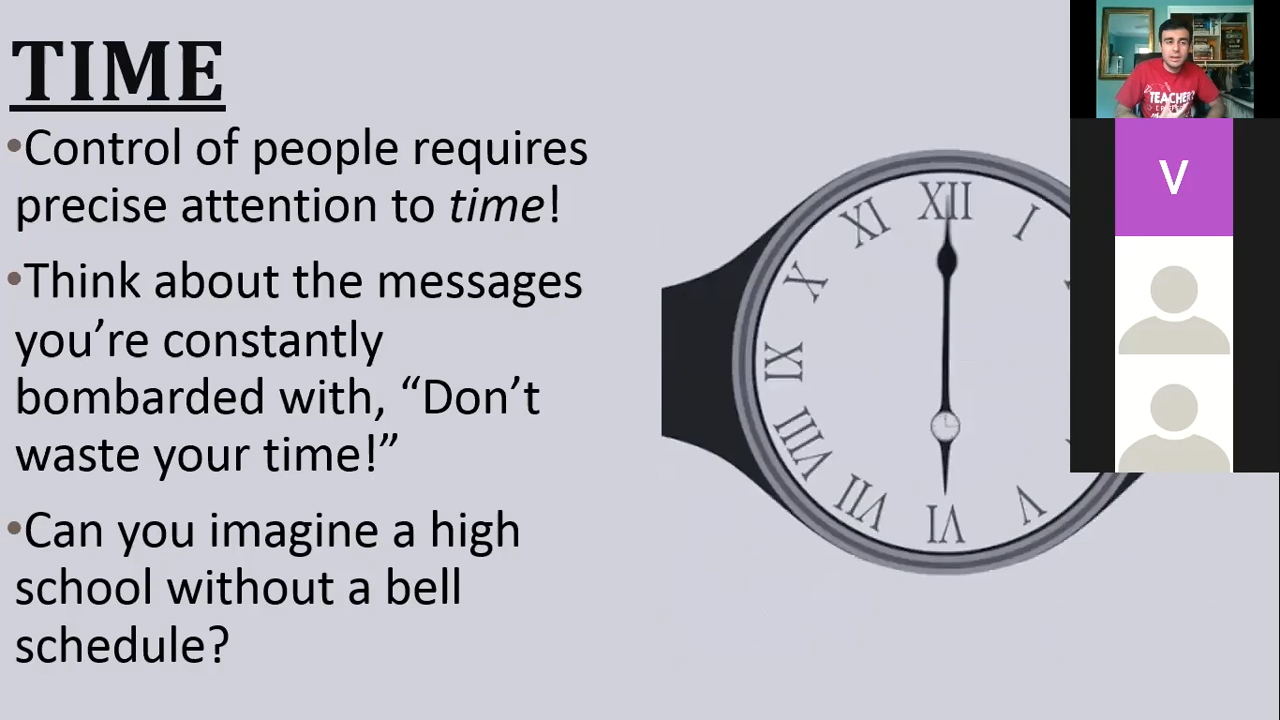 TIME
•Control of people requires
precise attention to time!
•Think about the messages
you’re constantly
bombarded with, “Don’t
waste your time!”
•Can you imagine a high
school without a bell
schedule?
XII
I
V
VI
VII
VIII
IX
X
XI
TEACHER
V